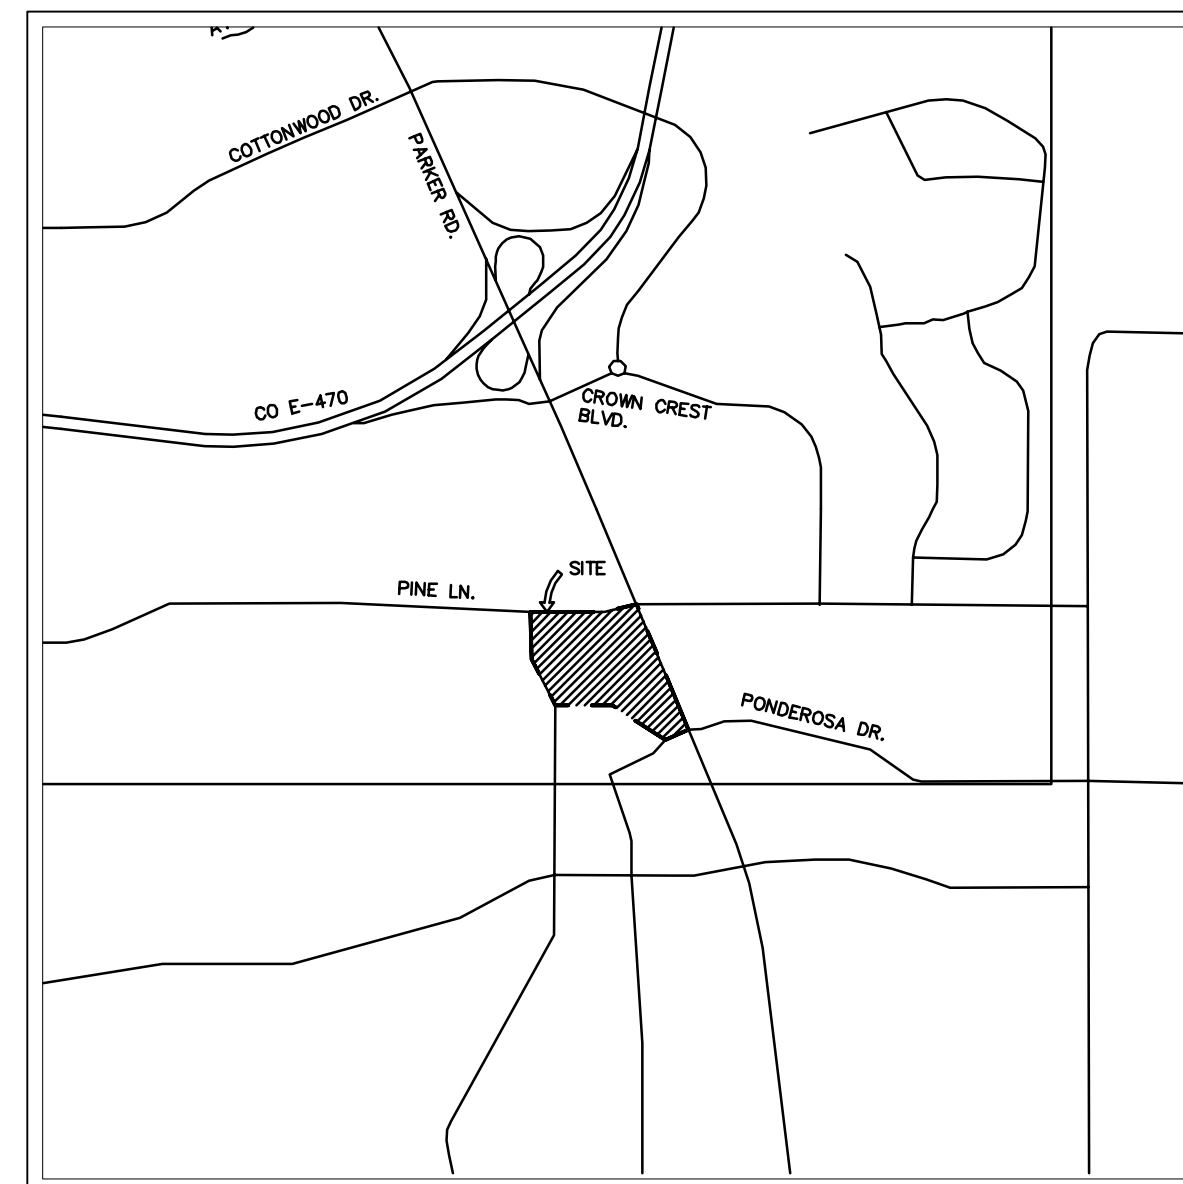 COTTONWOOD DR.
PARKER RD.
CO E-470
CROWN CREST
BLVD.
SITE
PINE LN.
PONDEROSA DR.